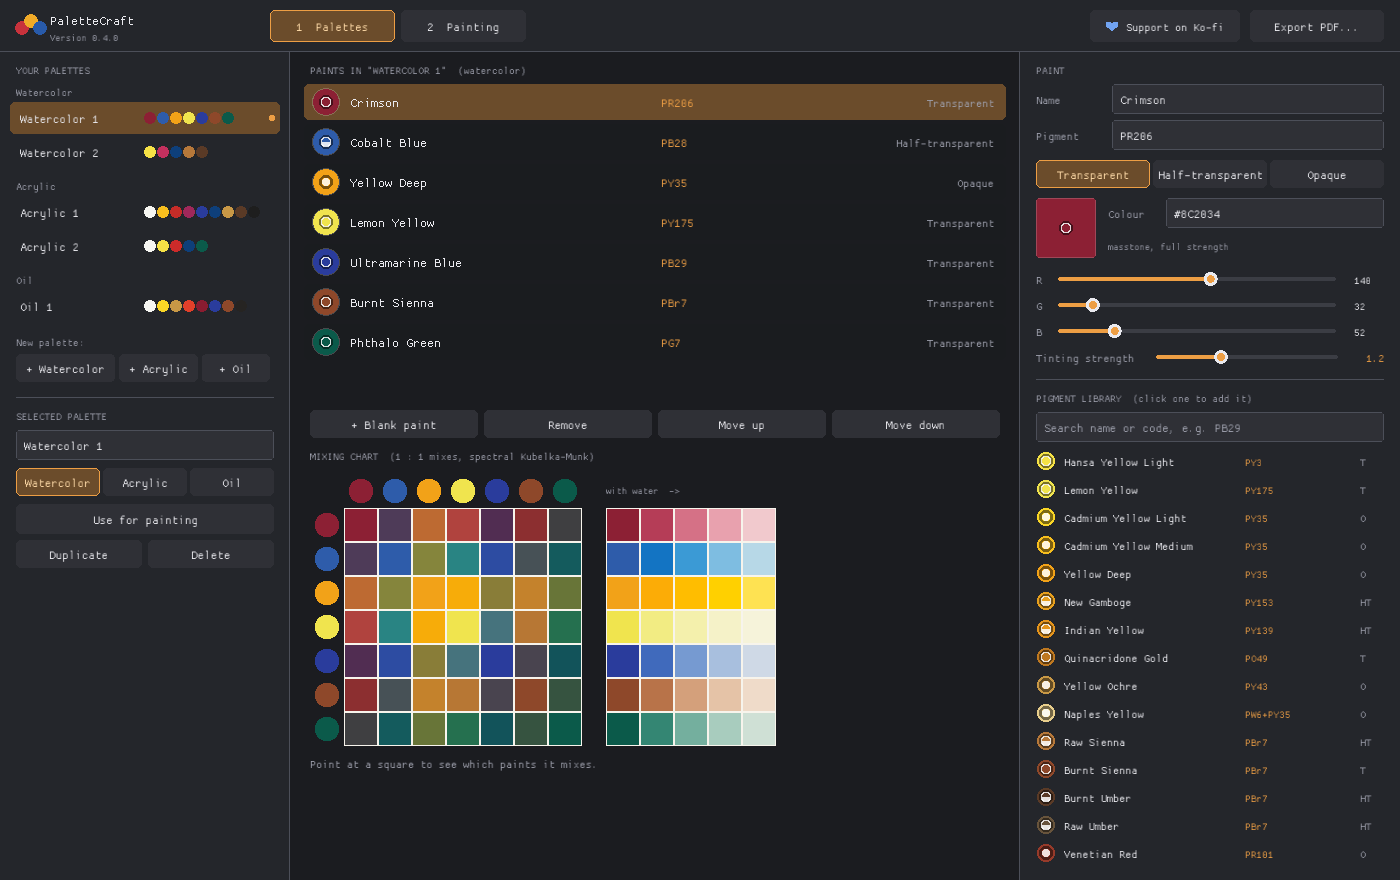 PaletteCraft
Version 0.4.0
1 Palettes
2 Painting
Support on Ko-fi
Export PDF...
YOUR PALETTES
Watercolor
Watercolor 1
Watercolor 2
Acrylic
Acrylic 1
Acrylic 2
Oil
Oil 1
New palette:
+ Watercolor
+ Acrylic
+ Oil
SELECTED PALETTE
Watercolor 1
Watercolor
Acrylic
Oil
Use for painting
Duplicate
Delete
PAINTS IN "WATERCOLOR 1" (watercolor)
Crimson PR206 Transparent
Cobalt Blue PB28 Half-transparent
Yellow Deep PY35 Opaque
Lemon Yellow PY175 Transparent
Ultramarine Blue PB29 Transparent
Burnt Sienna PBr7 Transparent
Phthalo Green PG7 Transparent
+ Blank paint
Remove
Move up
Move down
MIXING CHART (1 : 1 mixes, spectral Kubelka-Munk)
with water ->
Point at a square to see which paints it mixes.
PAINT
Name Crimson
Pigment PR206
Transparent
Half-transparent
Opaque
Colour #8C2034
masstone, full strength
R 140
G 32
B 52
Tinting strength 1.2
PIGMENT LIBRARY (click one to add it)
Search name or code, e.g. PB29
Hansa Yellow Light PY3 T
Lemon Yellow PY175 T
Cadmium Yellow Light PY35 O
Cadmium Yellow Medium PY35 O
Yellow Deep PY35 O
New Gamboge PY153 HT
Indian Yellow PY139 HT
Quinacridone Gold PO49 T
Yellow Ochre PY43 O
Naples Yellow PW6+PY35 O
Raw Sienna PBr7 HT
Burnt Sienna PBr7 T
Burnt Umber PBr7 HT
Raw Umber PBr7 HT
Venetian Red PR101 O